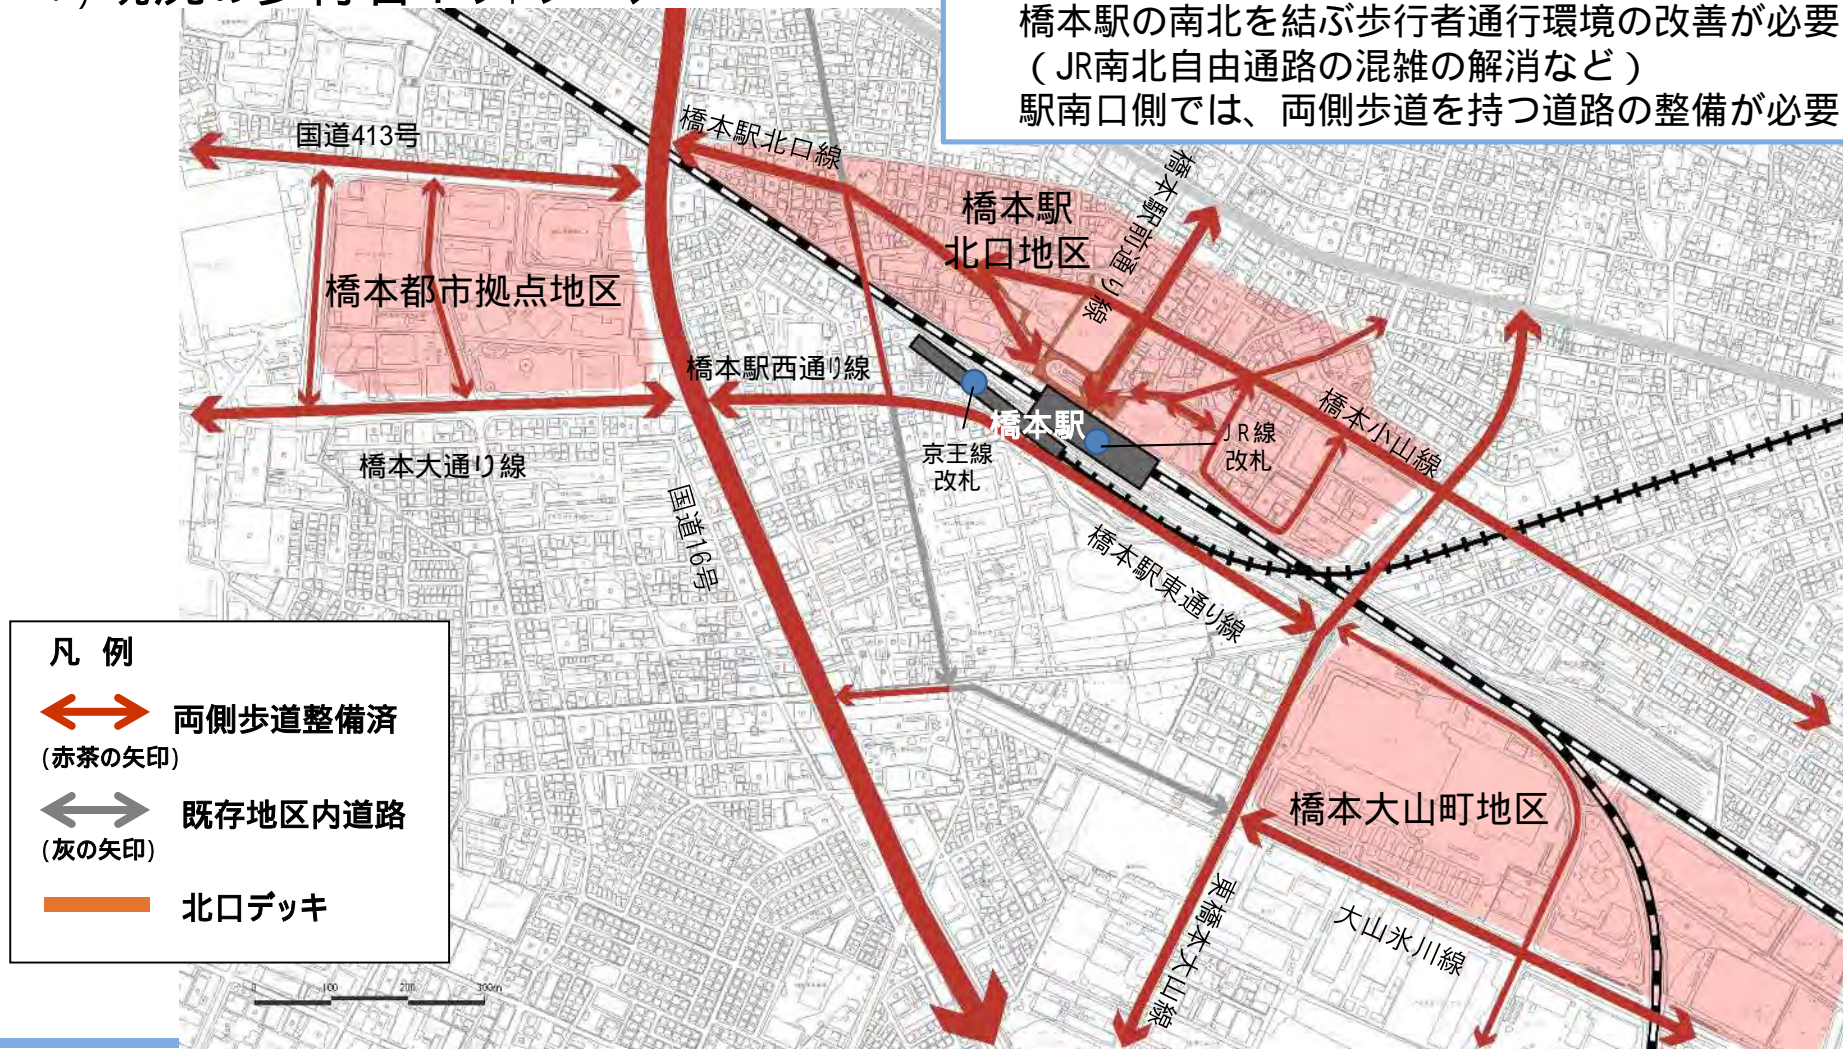 橋本駅の南北を結ぶ歩行者通行環境の改善が必要
（JR南北自由通路の混雑の解消など）
駅南口側では、両側歩道を持つ道路の整備が必要
国道413号
橋本駅北口線
橋本駅前通り線
橋本駅
北口地区
橋本都市拠点地区
橋本駅西通り線
橋本駅
京王線
改札
JR線
改札
橋本小山線
橋本大通り線
国道16号
橋本駅東通り線
橋本大山町地区
東橋本大山線
大山氷川線
凡 例
両側歩道整備済
(赤茶の矢印)
既存地区内道路
(灰の矢印)
北口デッキ
0 100 200 300m